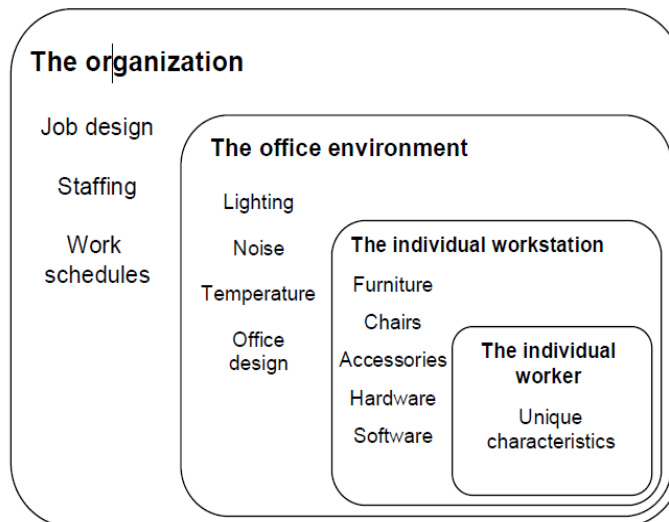 The organization
Job design
Staffing
Work
schedules
The office environment
Lighting
Noise
Temperature
Office
design
The individual workstation
Furniture
Chairs
Accessories
Hardware
Software
The individual
worker
Unique
characteristics